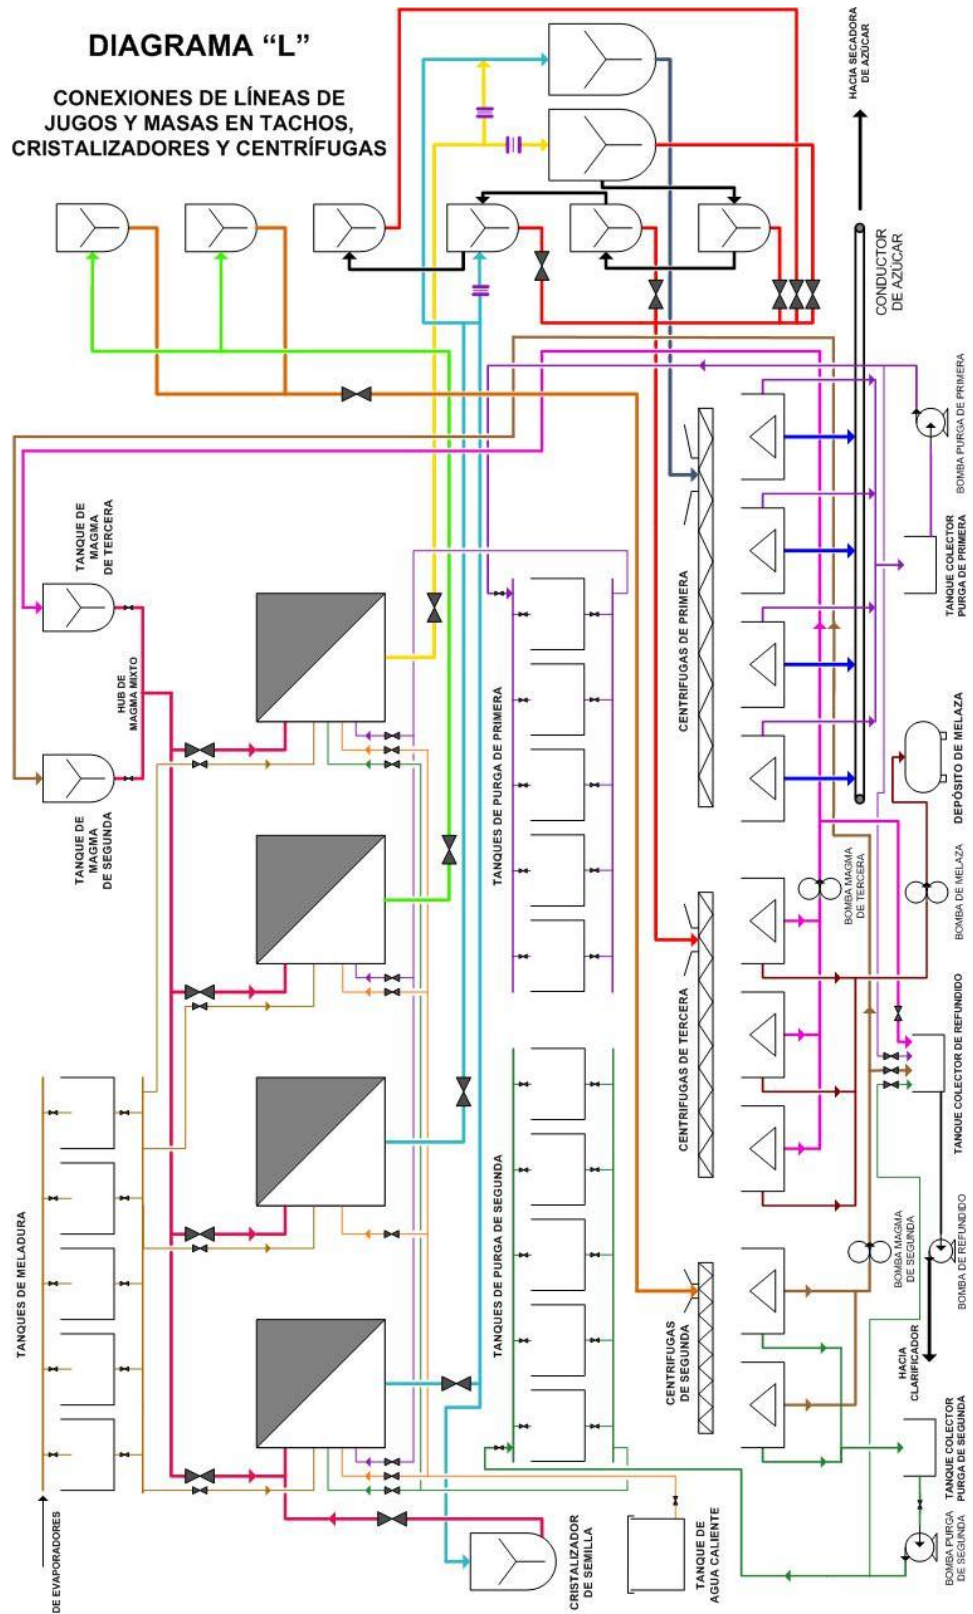 DIAGRAMA “L”
CONEXIONES DE LÍNEAS DE
JUGOS Y MASAS EN TACHOS,
CRISTALIZADORES Y CENTRÍFUGAS
HACIA SECADORA
DE AZÚCAR
CONDUCTOR
DE AZÚCAR
BOMBA PURGA DE PRIMERA
TANQUE COLECTOR
PURGA DE PRIMERA
TANQUE DE
MAGMA
DE TERCERA
HUB DE
MAGMA MIXTO
TANQUE DE
MAGMA
DE SEGUNDA
TANQUES DE PURGA DE PRIMERA
CENTRIFUGAS DE PRIMERA
DEPÓSITO DE MELAZA
BOMBA MAGMA
DE TERCERA
BOMBA DE MELAZA
CENTRIFUGAS DE TERCERA
TANQUE COLECTOR DE REFUNDIDO
TANQUES DE MELADURA
TANQUES DE PURGA DE SEGUNDA
BOMBA MAGMA
DE SEGUNDA
BOMBA DE REFUNDIDO
CENTRIFUGAS
DE SEGUNDA
HACIA
CLARIFICADOR
TANQUE COLECTOR
PURGA DE SEGUNDA
DE EVAPORADORES
CRISTALIZADOR
DE SEMILLA
TANQUE DE
AGUA CALIENTE
BOMBA PURGA
DE SEGUNDA